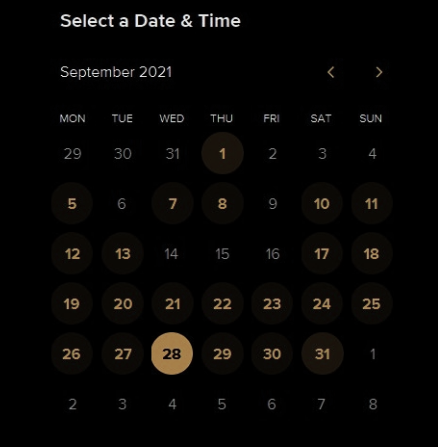 Select a Date & Time
September 2021
MON TUE WED THU FRI SAT SUN
29 30 31 1 2 3 4
5 6 7 8 9 10 11
12 13 14 15 16 17 18
19 20 21 22 23 24 25
26 27 28 29 30 31 1
2 3 4 5 6 7 8